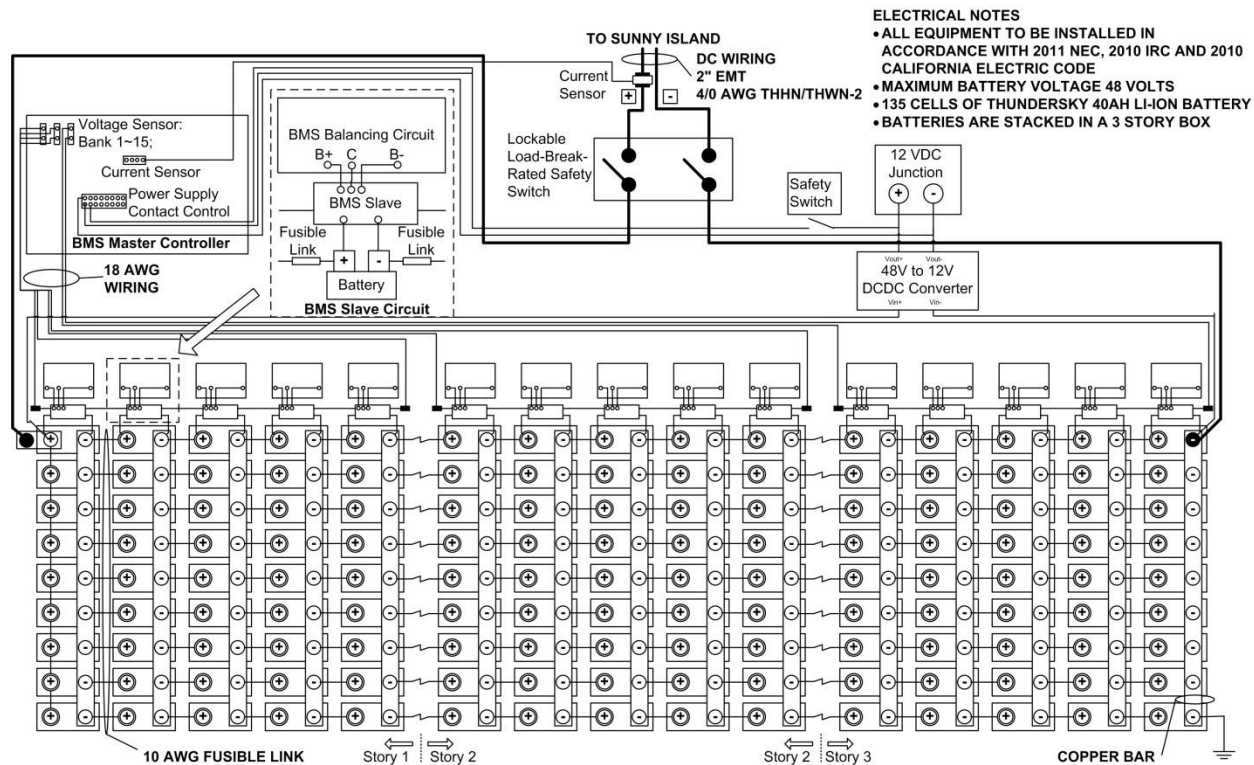 ELECTRICAL NOTES
• ALL EQUIPMENT TO BE INSTALLED IN
ACCORDANCE WITH 2011 NEC, 2010 IRC AND 2010
CALIFORNIA ELECTRIC CODE
• MAXIMUM BATTERY VOLTAGE 48 VOLTS
• 135 CELLS OF THUNDERSKY 40AH LI-ION BATTERY
• BATTERIES ARE STACKED IN A 3 STORY BOX
TO SUNNY ISLAND
DC WIRING
2" EMT
4/0 AWG THHN/THWN-2
Current
Sensor
+
-
Lockable
Load-Break-
Rated Safety
Switch
Safety
Switch
12 VDC
Junction
+ -
Vout+ Vout-
48V to 12V
DCDC Converter
Vin+ Vin-
Voltage Sensor:
Bank 1~15;
Current Sensor
Power Supply
Contact Control
BMS Master Controller
18 AWG
WIRING
BMS Balancing Circuit
B+ C B-
BMS Slave
Fusible
Link
Fusible
Link
+ -
Battery
BMS Slave Circuit
+ - + - + - + - + - + - + - + - + - + - + - + - + - + - + -
+ - + - + - + - + - + - + - + - + - + - + - + - + - + - + -
+ - + - + - + - + - + - + - + - + - + - + - + - + - + - + -
+ - + - + - + - + - + - + - + - + - + - + - + - + - + - + -
+ - + - + - + - + - + - + - + - + - + - + - + - + - + - + -
+ - + - + - + - + - + - + - + - + - + - + - + - + - + - + -
+ - + - + - + - + - + - + - + - + - + - + - + - + - + - + -
+ - + - + - + - + - + - + - + - + - + - + - + - + - + - + -
+ - + - + - + - + - + - + - + - + - + - + - + - + - + - + -
10 AWG FUSIBLE LINK
Story 1
Story 2
Story 2
Story 3
COPPER BAR